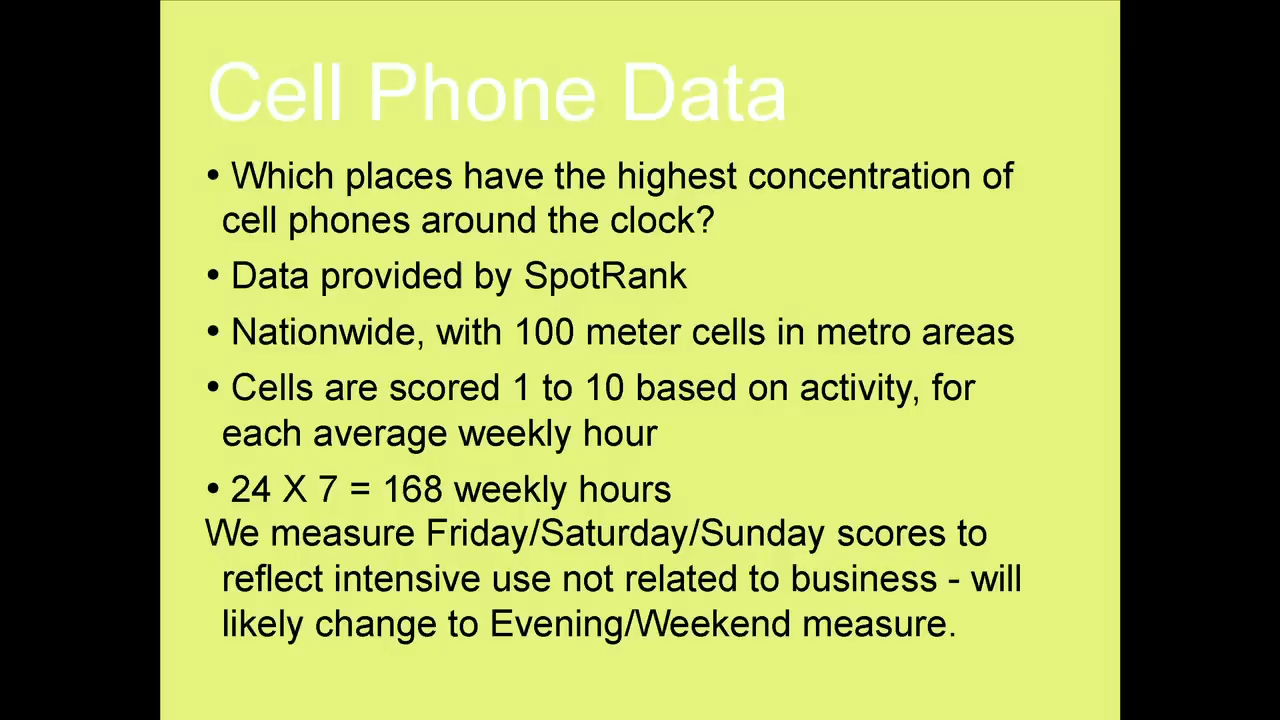 Cell Phone Data
• Which places have the highest concentration of
cell phones around the clock?
• Data provided by SpotRank
• Nationwide, with 100 meter cells in metro areas
• Cells are scored 1 to 10 based on activity, for
each average weekly hour
• 24 X 7 = 168 weekly hours
We measure Friday/Saturday/Sunday scores to
reflect intensive use not related to business - will
likely change to Evening/Weekend measure.